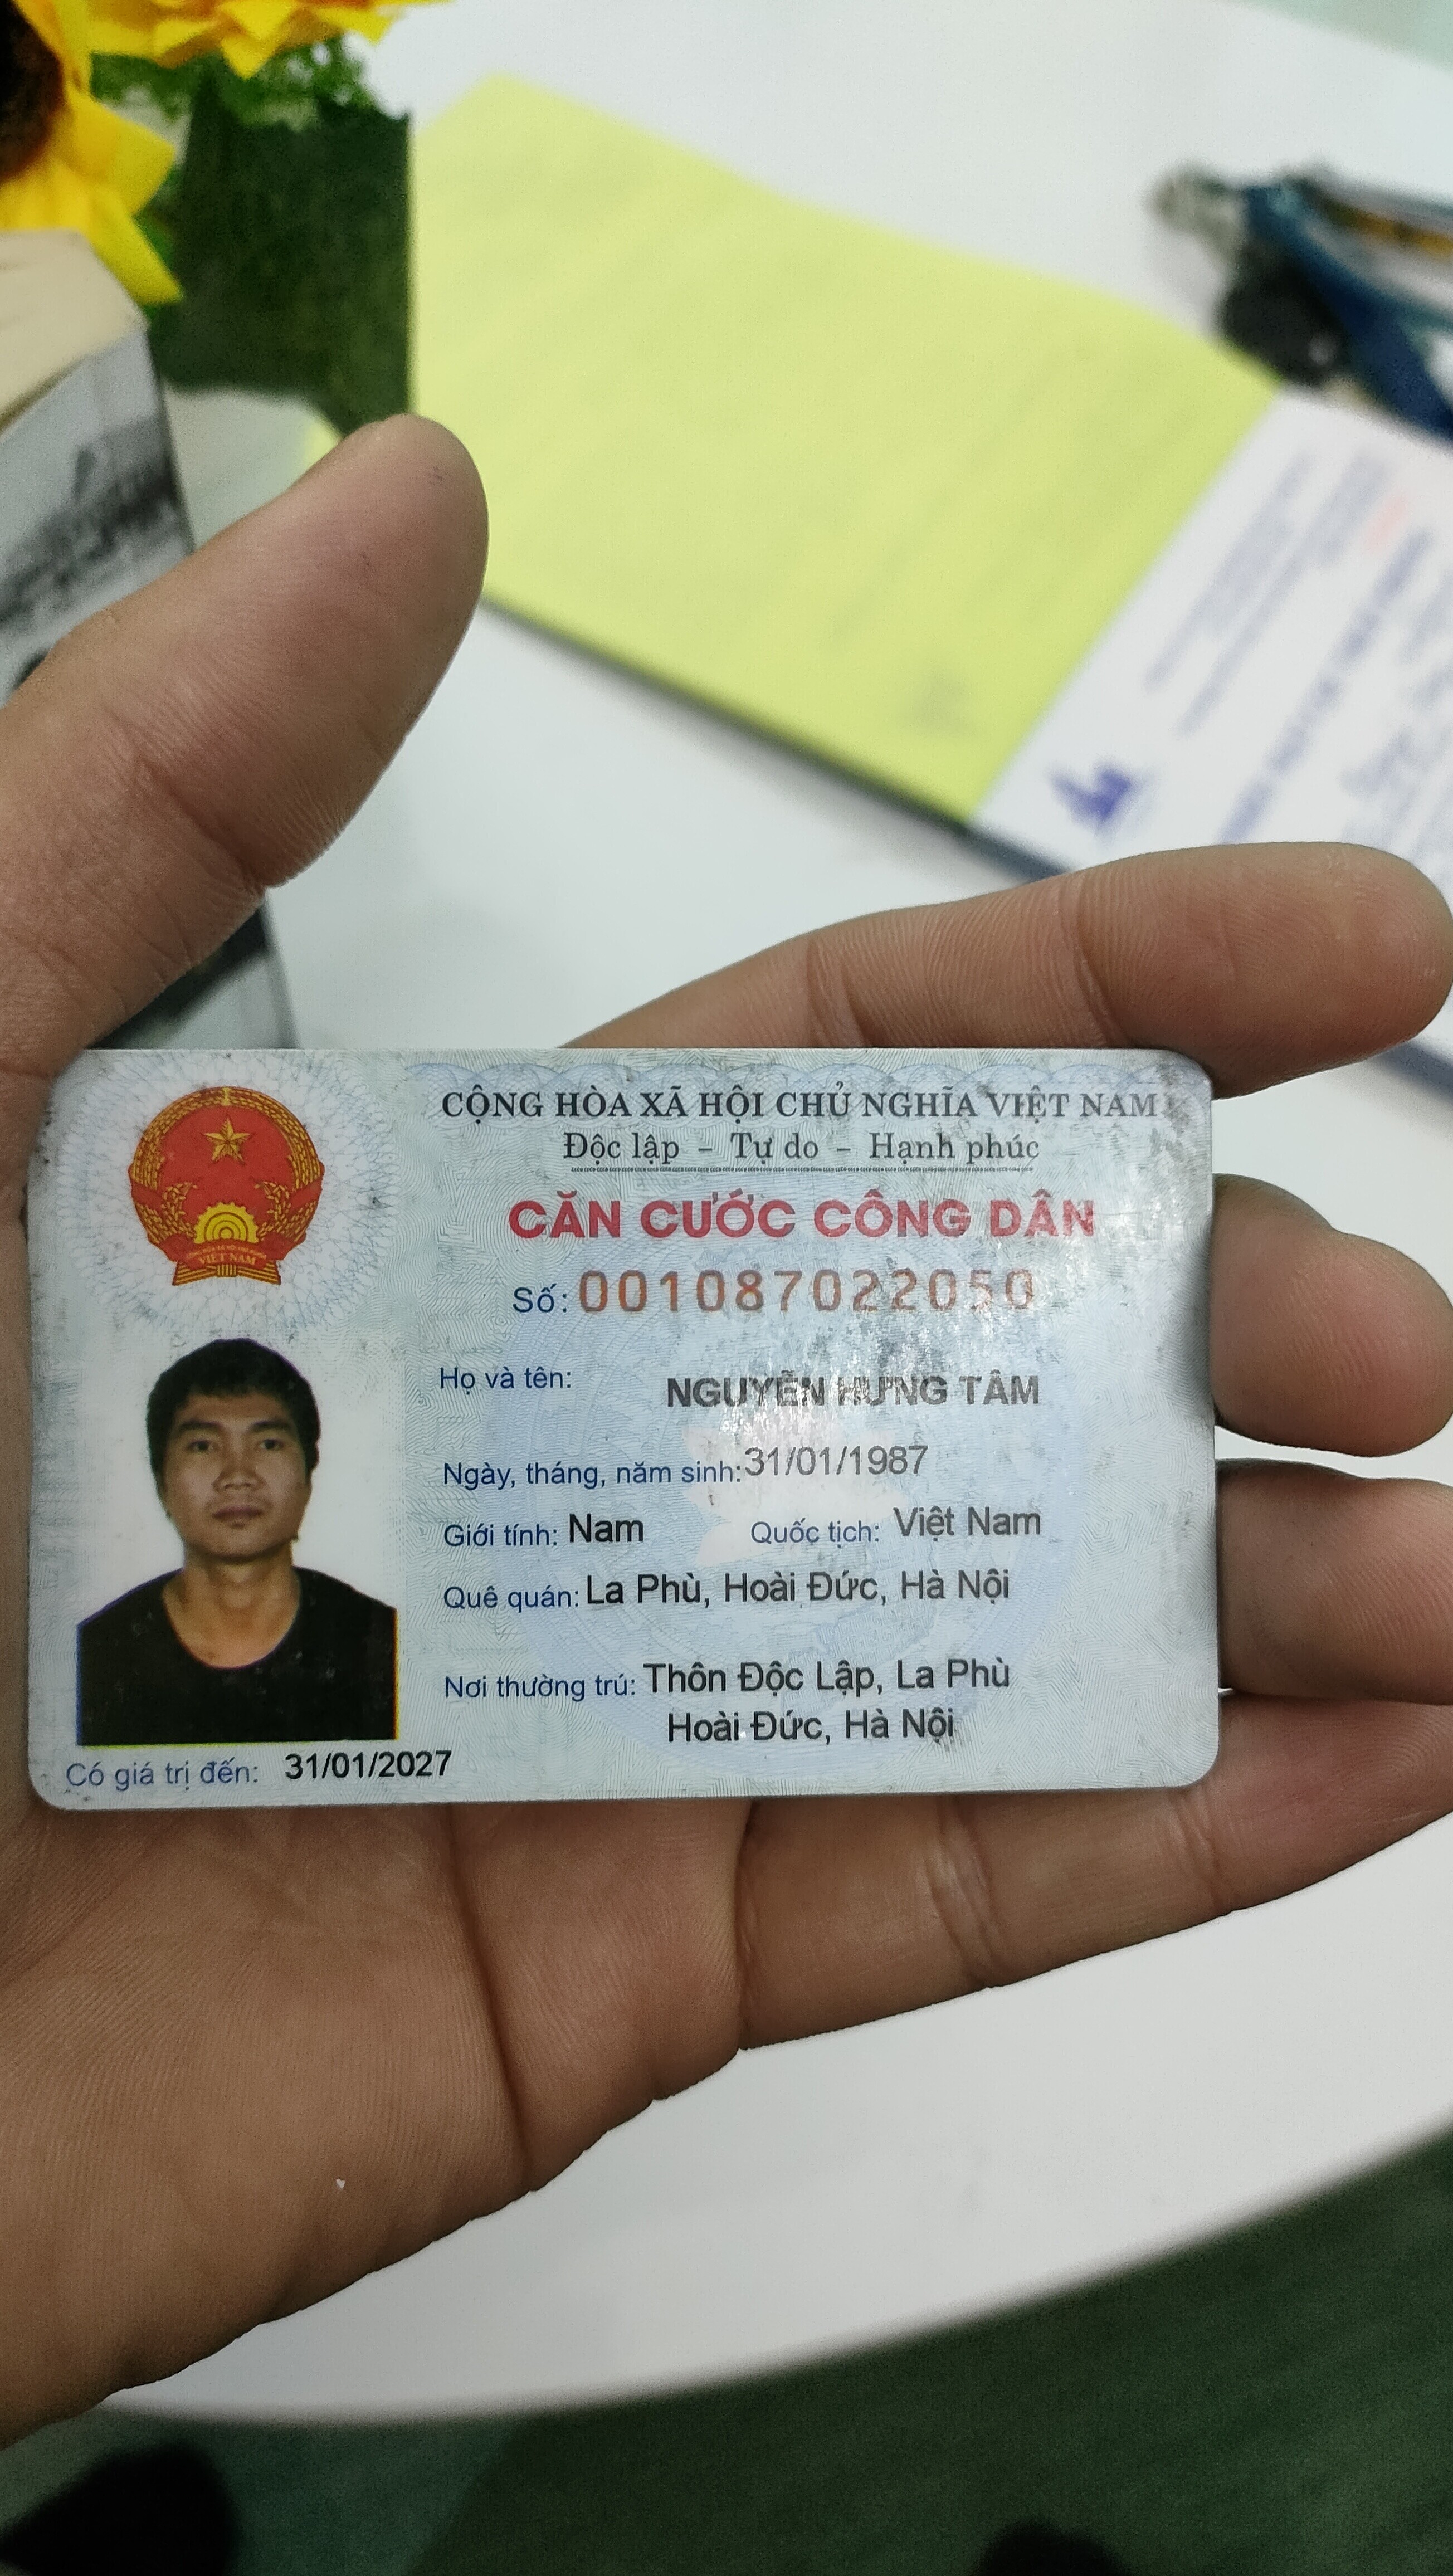 CỘNG HÒA XÃ HỘI CHỦ NGHĨA VIỆT NAM
Độc lập - Tự do - Hạnh phúc
CĂN CƯỚC CÔNG DÂN
Số: 001087022050
Họ và tên: NGUYỄN HƯNG TÂM
Ngày, tháng, năm sinh: 31/01/1987
Giới tính: Nam Quốc tịch: Việt Nam
Quê quán: La Phù, Hoài Đức, Hà Nội
Nơi thường trú: Thôn Độc Lập, La Phù
Hoài Đức, Hà Nội
Có giá trị đến: 31/01/2027
VIỆT NAM